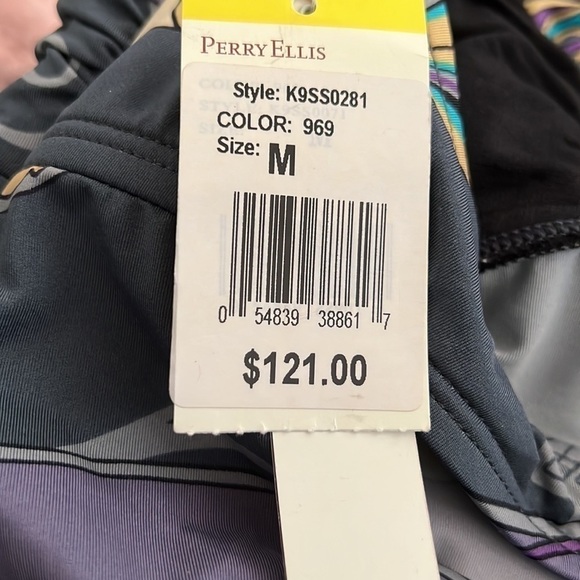 PERRY ELLIS
Style: K9SS0281
COLOR: 969
Size: M
0 54839 38861 7
$121.00